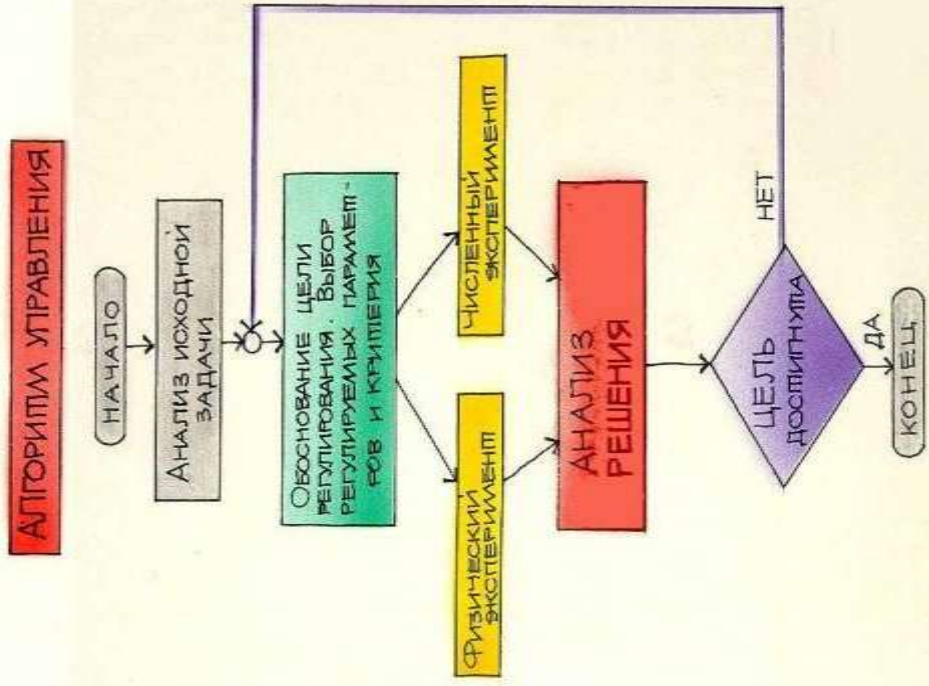 АЛГОРИТМ УПРАВЛЕНИЯ
НАЧАЛО
АНАЛИЗ ИСХОДНОЙ
ЗАДАЧИ
ОБОСНОВАНИЕ ЦЕЛИ
РЕГУЛИРОВАНИЯ. ВЫБОР
РЕГУЛИРУЕМЫХ ПАРАМЕТ-
РОВ И КРИТЕРИЯ
ФИЗИЧЕСКИЙ
ЭКСПЕРИМЕНТ
ЧИСЛЕННЫЙ
ЭКСПЕРИМЕНТ
АНАЛИЗ
РЕШЕНИЯ
ЦЕЛЬ
ДОСТИГНУТА
НЕТ
ДА
КОНЕЦ